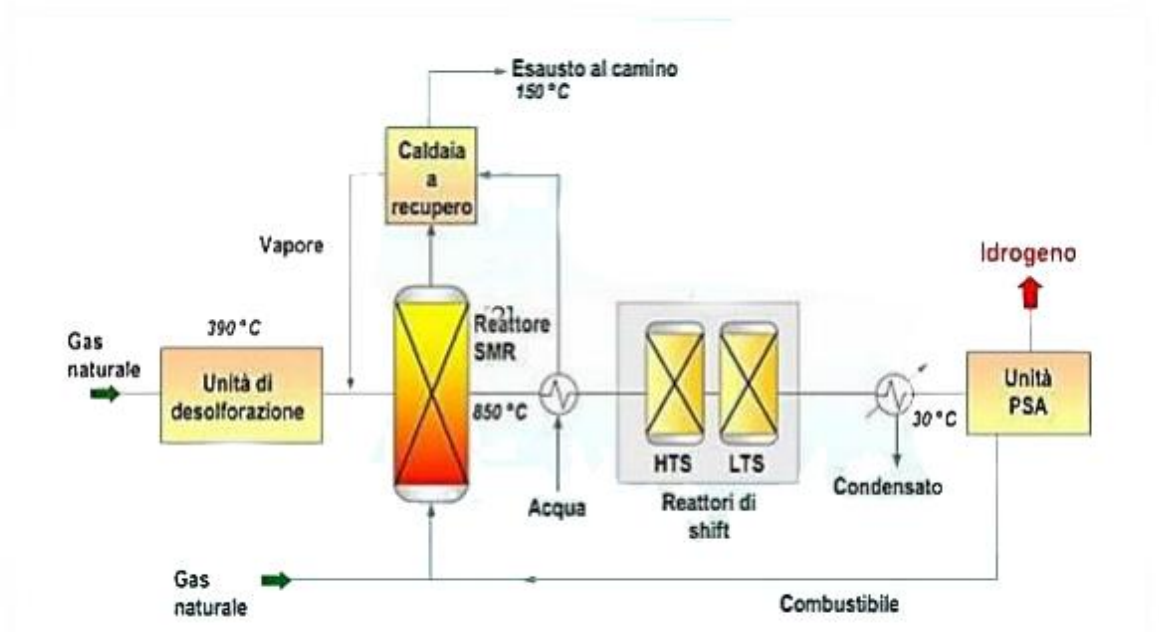 Esausto al camino
150°C
Caldaia
a
recupero
Vapore
Idrogeno
390°C
Gas
naturale
Unità di
desolforazione
Reattore
SMR
850°C
HTS
LTS
Reattori di
shift
Acqua
30°C
Condensato
Unità
PSA
Gas
naturale
Combustibile